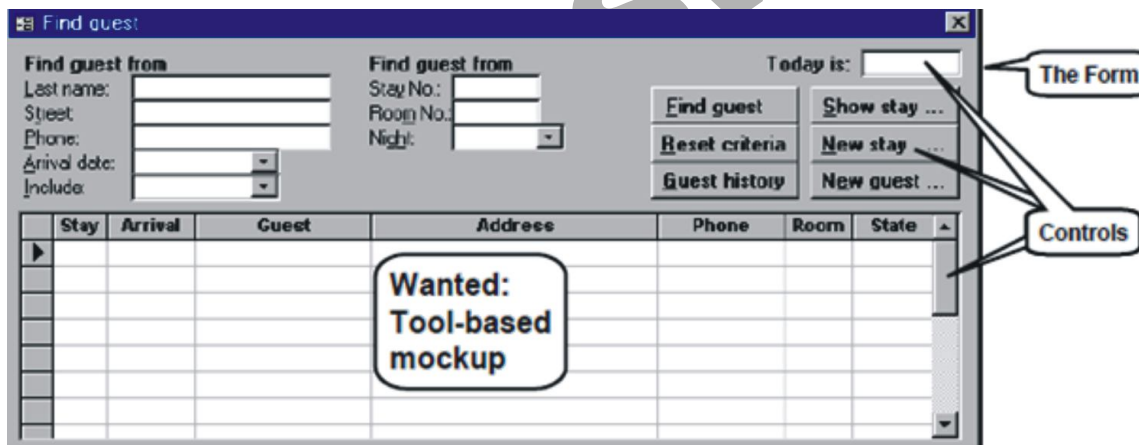 Find guest
Find guest from
Last name:
Street:
Phone:
Arrival date:
Include:
Find guest from
Stay No.:
Room No.:
Night:
Today is:
Find guest
Show stay ...
Reset criteria
New stay ...
Guest history
New guest ...
The Form
Controls
Stay Arrival Guest Address Phone Room State
Wanted:
Tool-based
mockup